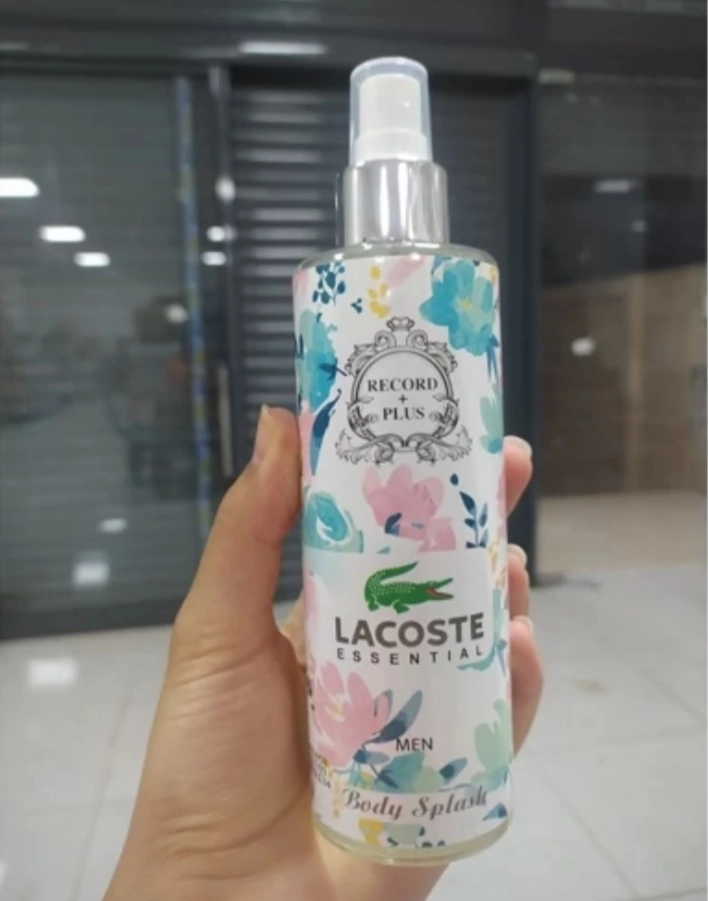 RECORD
+
PLUS
LACOSTE
ESSENTIAL
MEN
Body Splash